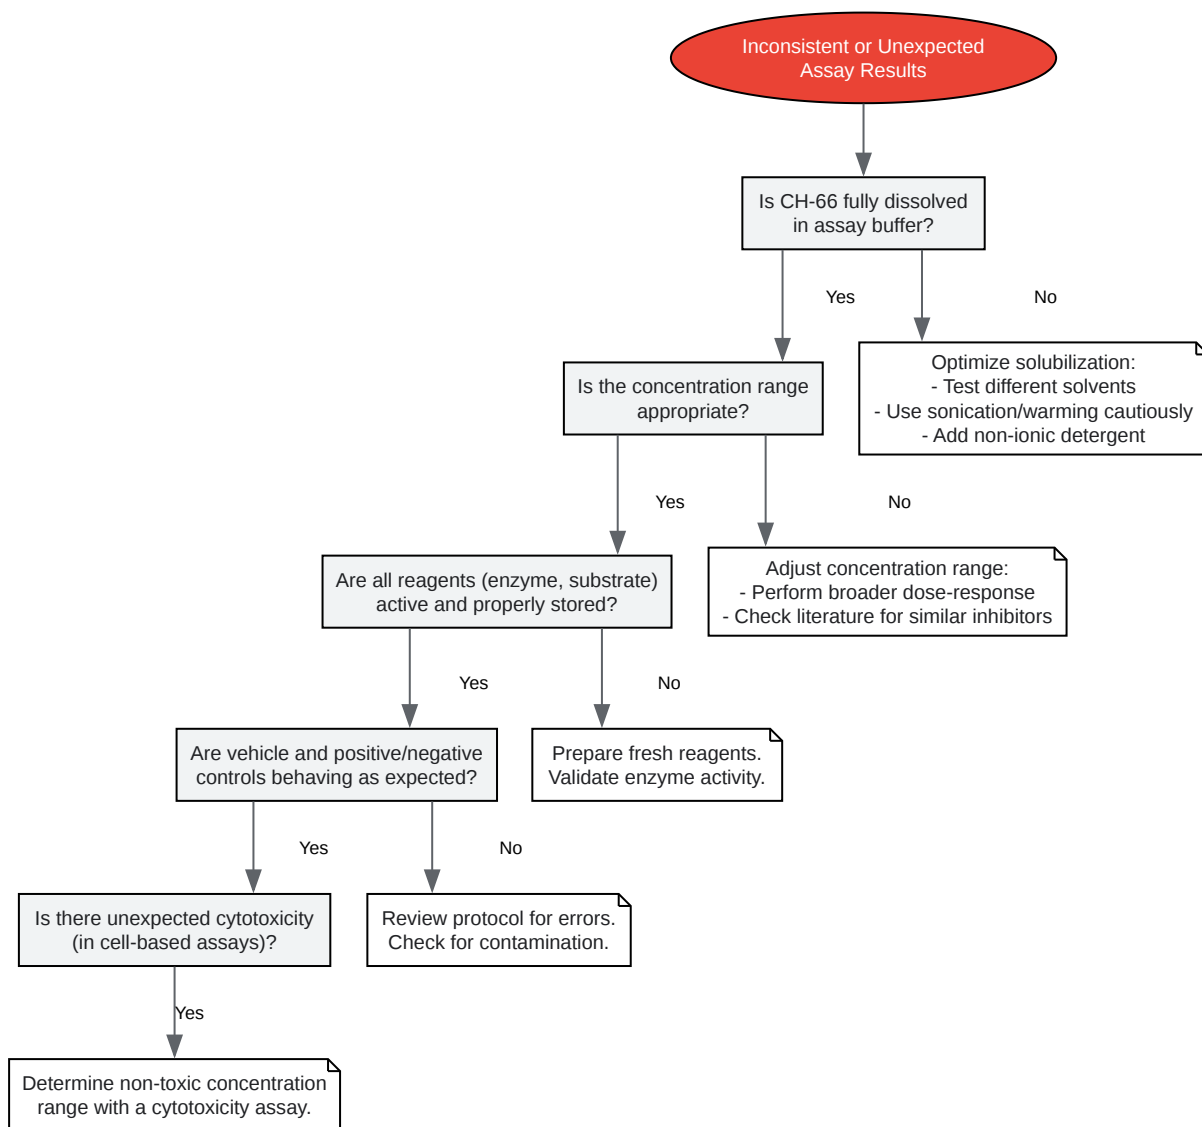 Inconsistent or Unexpected
Assay Results
Is CH-66 fully dissolved
in assay buffer?
Yes
No
Optimize solubilization:
- Test different solvents
- Use sonication/warming cautiously
- Add non-ionic detergent
Is the concentration range
appropriate?
Yes
No
Adjust concentration range:
- Perform broader dose-response
- Check literature for similar inhibitors
Are all reagents (enzyme, substrate)
active and properly stored?
Yes
No
Prepare fresh reagents.
Validate enzyme activity.
Are vehicle and positive/negative
controls behaving as expected?
Yes
No
Review protocol for errors.
Check for contamination.
Is there unexpected cytotoxicity
(in cell-based assays)?
Yes
Determine non-toxic concentration
range with a cytotoxicity assay.